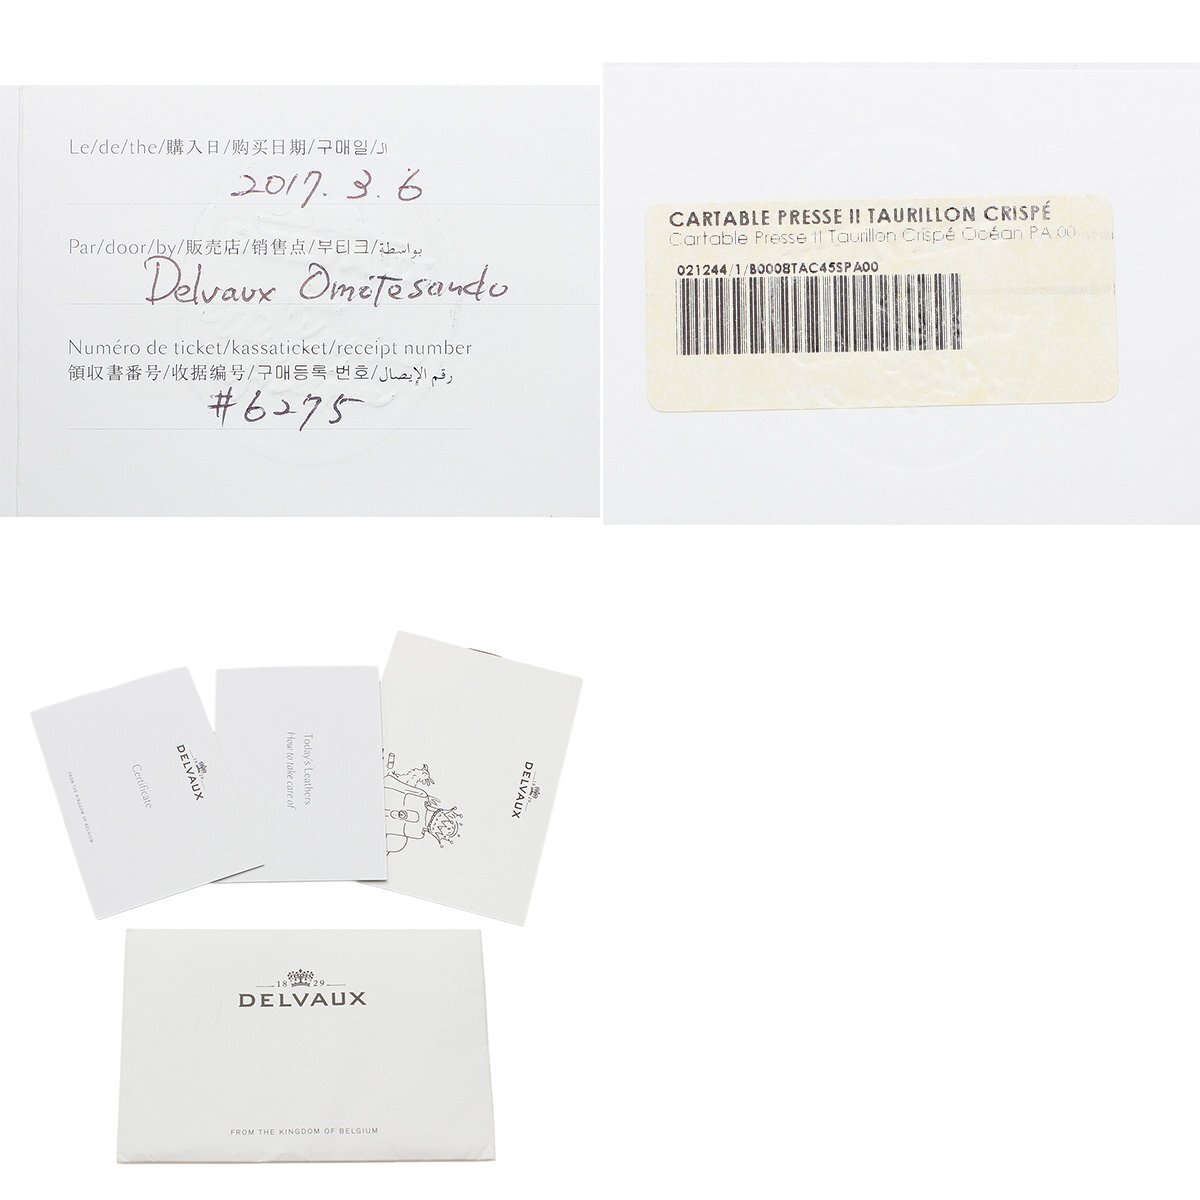 Le/de/the/購入日/购买日期/구매일/الـ
2017. 3. 6
Par/door/by/販売店/销售点/부티크/بواسطة
Delvaux Omotesando
Numéro de ticket/kassaticket/receipt number
領収書番号/收据编号/구매등록 번호/رقم الإيصال
#6275
CARTABLE PRESSE II TAURILLON CRISPÉ
Cartable Presse II Taurillon Crispé Océan PA 00
021244/1/B0008TAC45SPA00
18 29
DELVAUX
Certificate
FROM THE KINGDOM OF BELGIUM
Today's Leathers
How to take care of
DELVAUX
18 29
DELVAUX
FROM THE KINGDOM OF BELGIUM